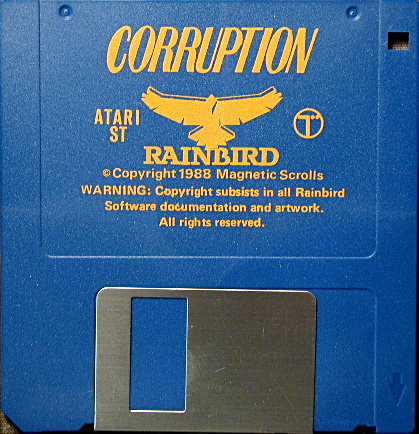 CORRUPTION
ATARI
ST
RAINBIRD
© Copyright 1988 Magnetic Scrolls
WARNING: Copyright subsists in all Rainbird
Software documentation and artwork.
All rights reserved.